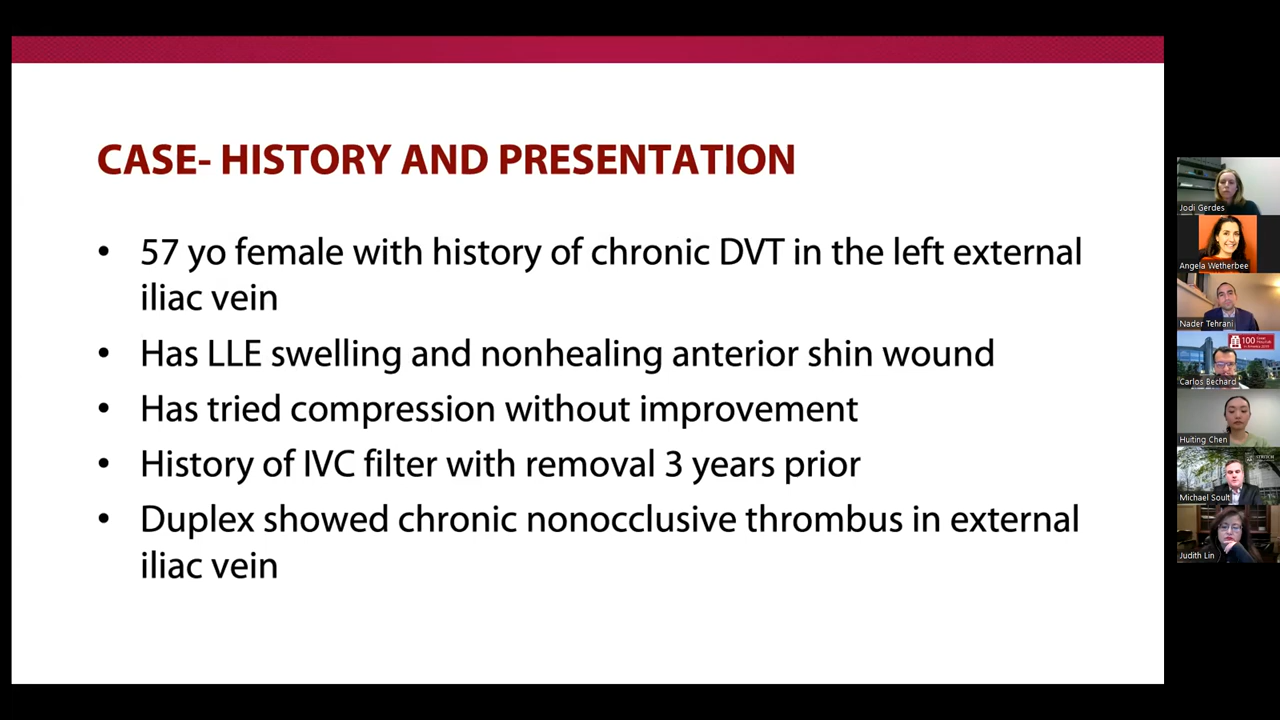 CASE- HISTORY AND PRESENTATION
• 57 yo female with history of chronic DVT in the left external
iliac vein
• Has LLE swelling and nonhealing anterior shin wound
• Has tried compression without improvement
• History of IVC filter with removal 3 years prior
• Duplex showed chronic nonocclusive thrombus in external
iliac vein
Jodi Gerdes
Angela Wetherbee
Nader Tehrani
100
Carlos Bechard
Huiting Chen
Michael Soult
Judith Lin